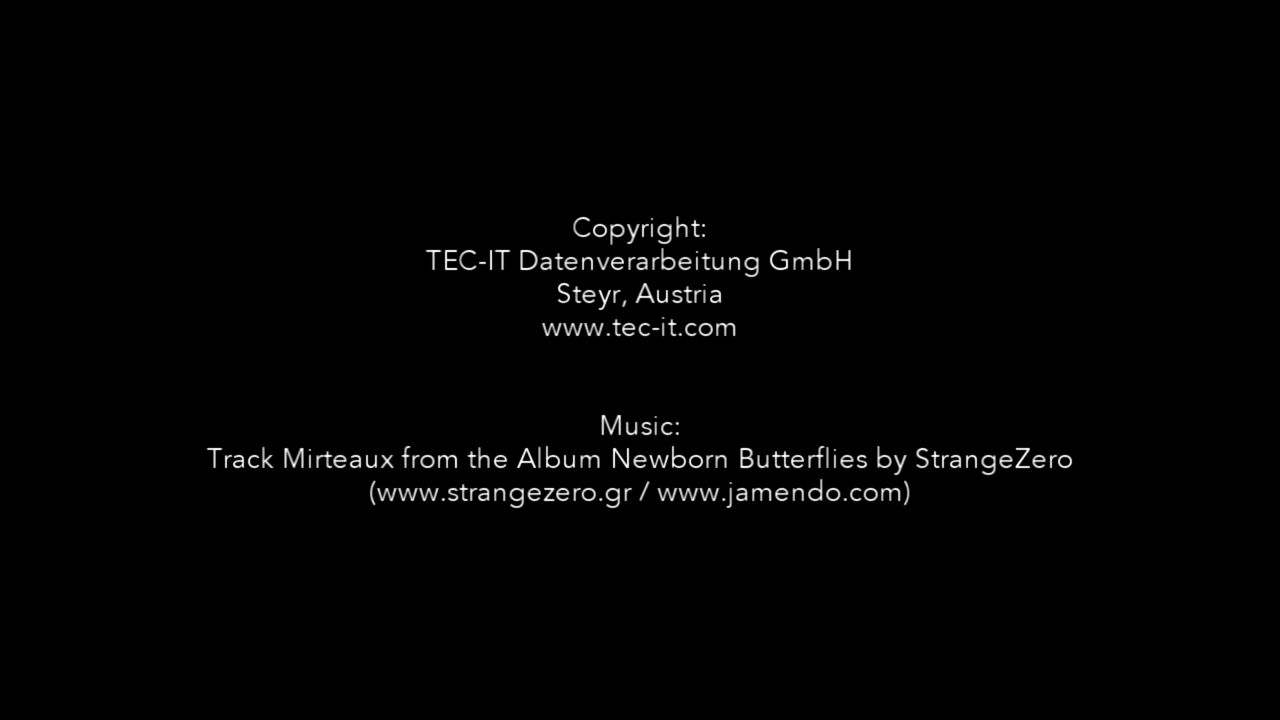 Copyright:
TEC-IT Datenverarbeitung GmbH
Steyr, Austria
www.tec-it.com
Music:
Track Mirteaux from the Album Newborn Butterflies by StrangeZero
(www.strangezero.gr / www.jamendo.com)